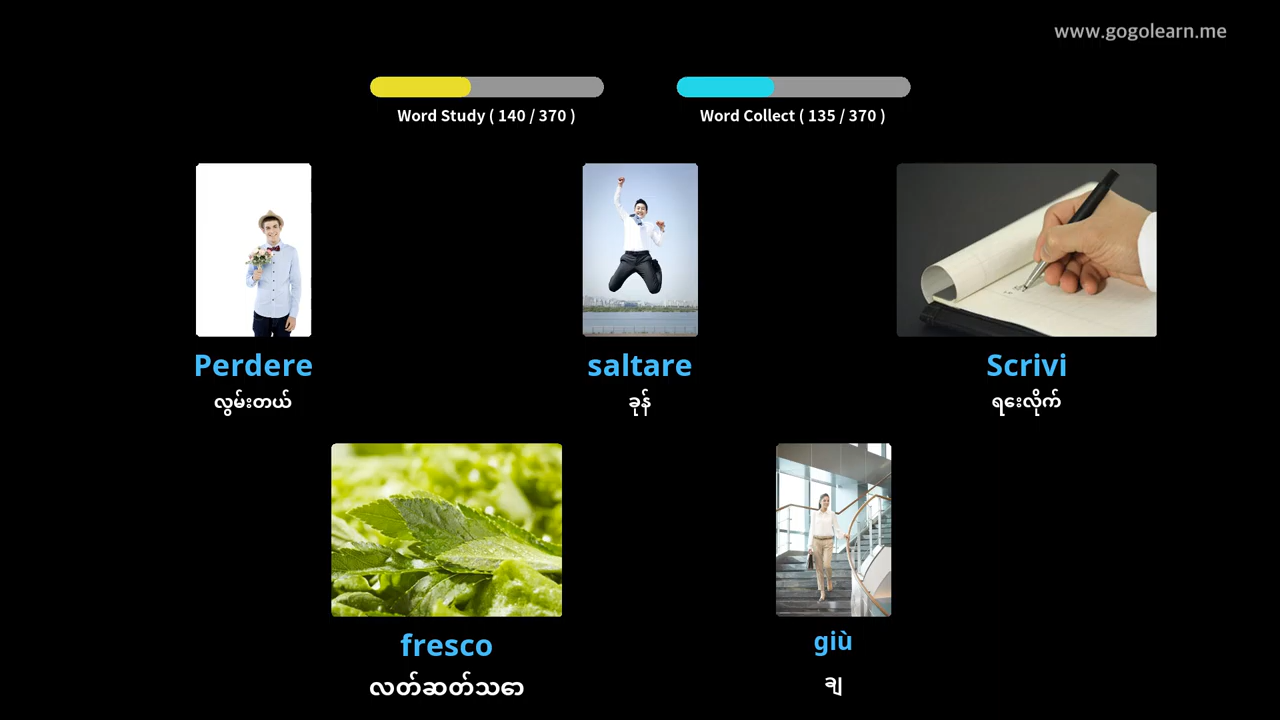 www.gogolearn.me
Word Study ( 140 / 370 )
Word Collect ( 135 / 370 )
Perdere
saltare
Scrivi
လွမ်းတယ်
ခုန်
ရေးလိုက်
fresco
giù
လတ်ဆတ်သော
ချ